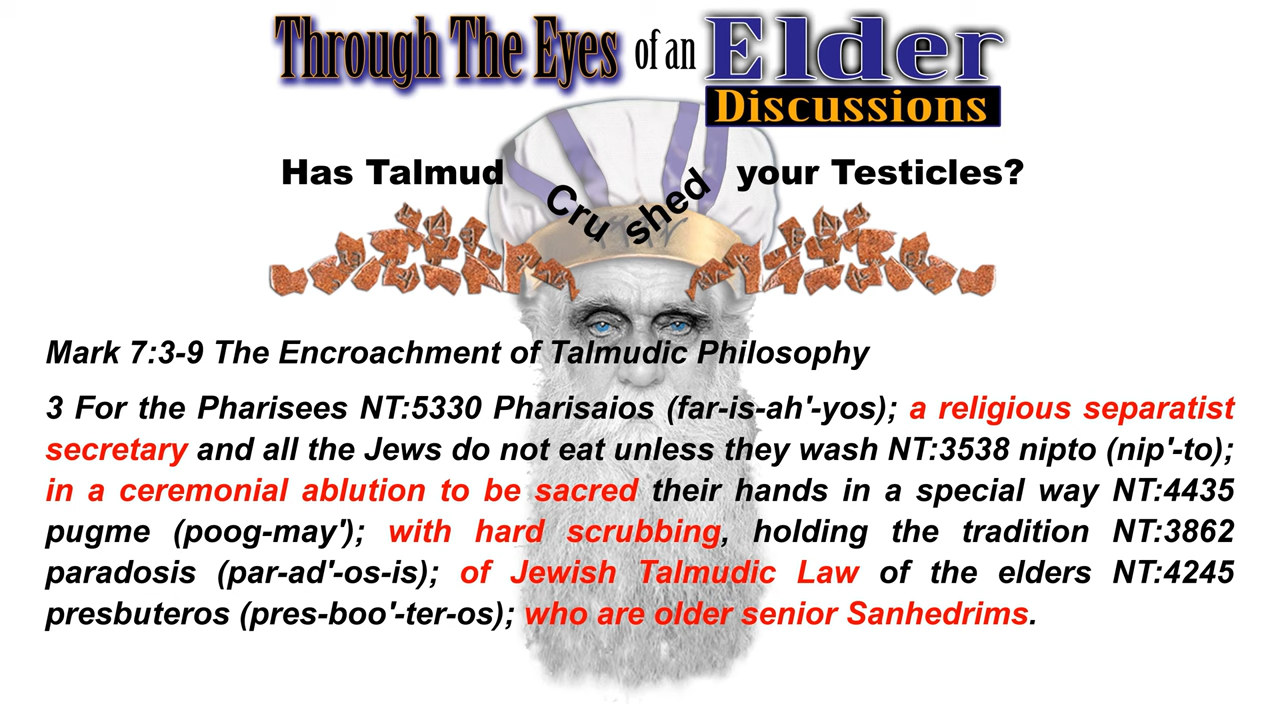 Through The Eyes of an Elder
Discussions
Has Talmud Crushed your Testicles?
Mark 7:3-9 The Encroachment of Talmudic Philosophy
3 For the Pharisees NT:5330 Pharisaios (far-is-ah'-yos); a religious separatist
secretary and all the Jews do not eat unless they wash NT:3538 nipto (nip'-to);
in a ceremonial ablution to be sacred their hands in a special way NT:4435
pugme (poog-may'); with hard scrubbing, holding the tradition NT:3862
paradosis (par-ad'-os-is); of Jewish Talmudic Law of the elders NT:4245
presbuteros (pres-boo'-ter-os); who are older senior Sanhedrims.